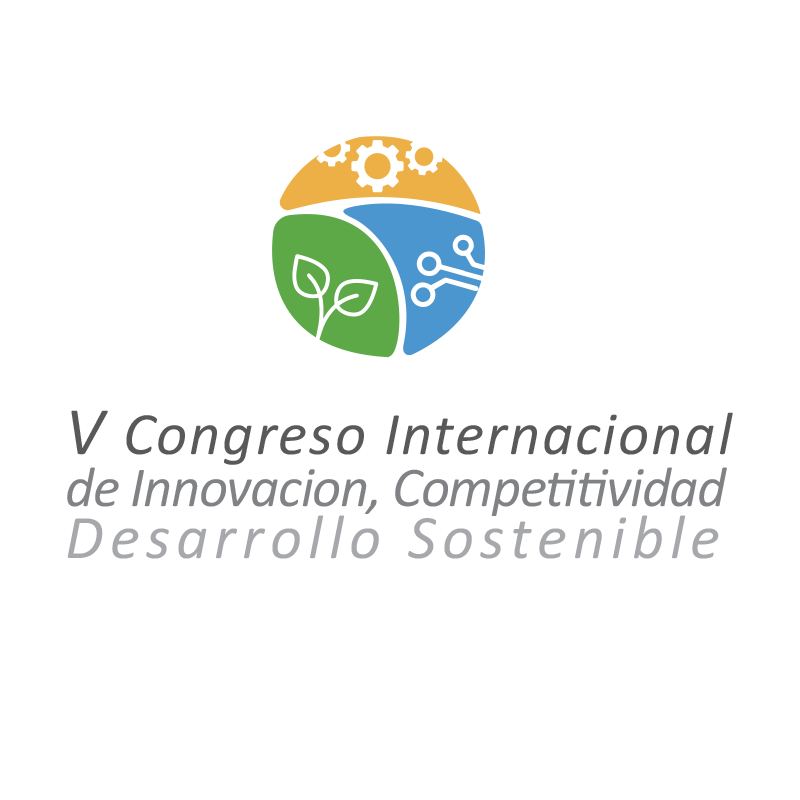 V Congreso Internacional
de Innovacion, Competitividad
Desarrollo Sostenible